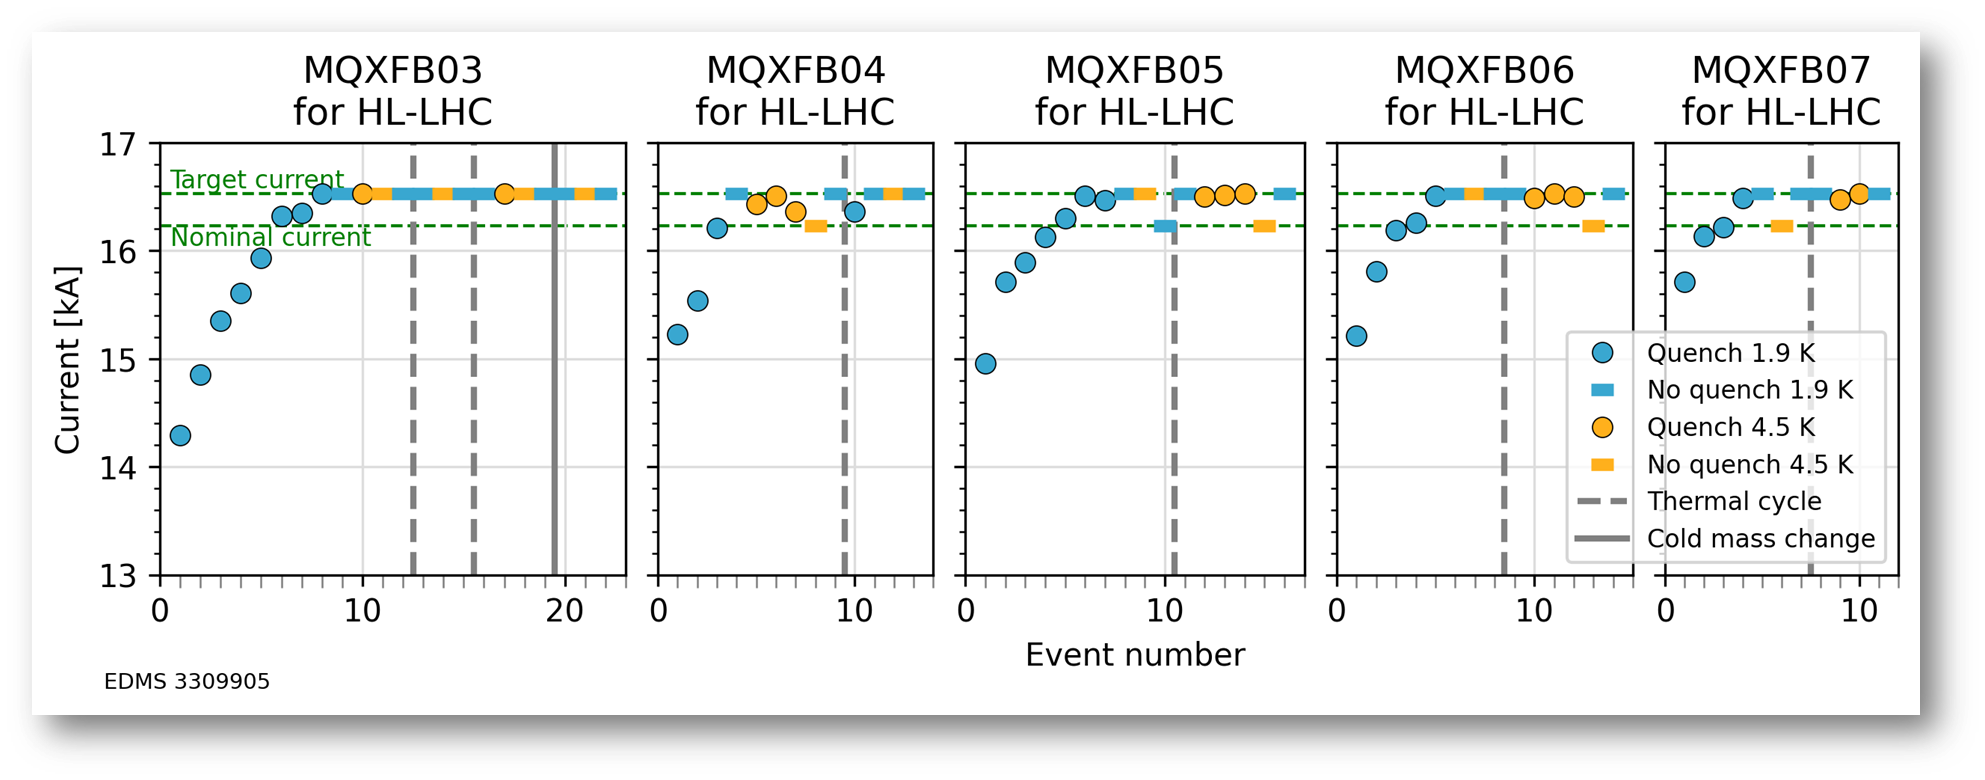 MQXFB03
for HL-LHC
MQXFB04
for HL-LHC
MQXFB05
for HL-LHC
MQXFB06
for HL-LHC
MQXFB07
for HL-LHC
Current [kA]
17
16
15
14
13
Target current
Nominal current
Quench 1.9 K
No quench 1.9 K
Quench 4.5 K
No quench 4.5 K
Thermal cycle
Cold mass change
0 10 20
0 10
0 10
0 10
0 10
Event number
EDMS 3309905